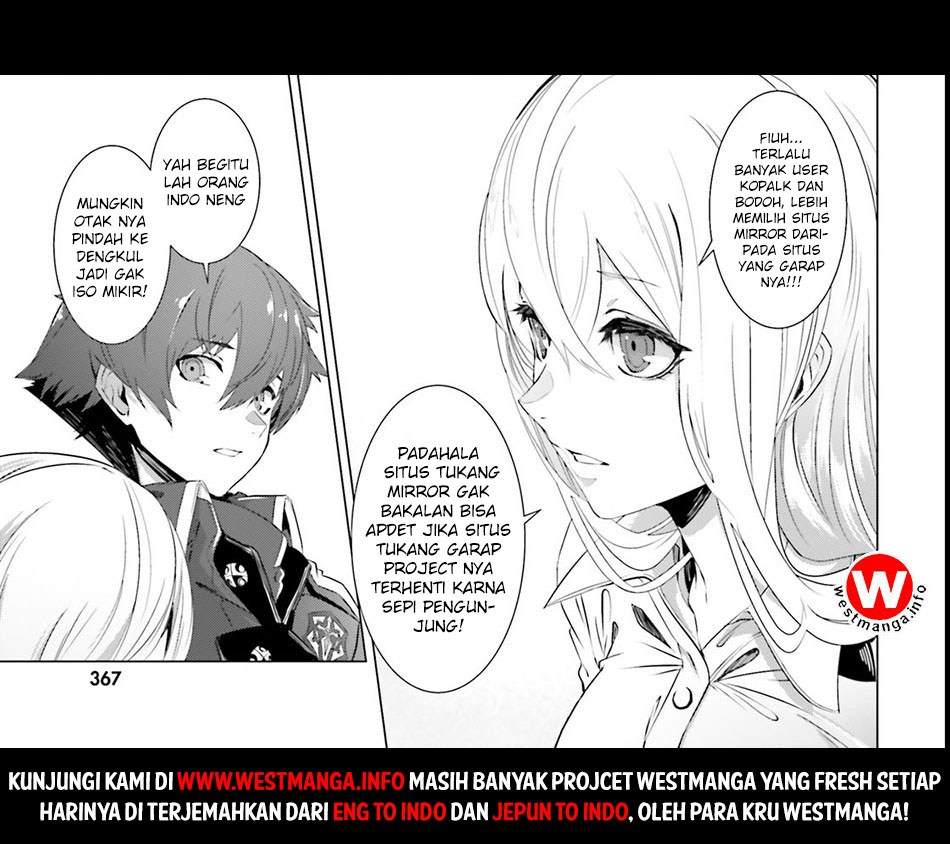 FIUH...
TERLALU
BANYAK USER
KOPALK DAN
BODOH, LEBIH
MEMILIH SITUS
MIRROR DARI-
PADA SITUS
YANG GARAP
NYA!!!
PADAHALA
SITUS TUKANG
MIRROR GAK
BAKALAN BISA
APDET JIKA SITUS
TUKANG GARAP
PROJECT NYA
TERHENTI KARNA
SEPI PENGUN-
JUNG!
YAH BEGITU
LAH ORANG
INDO NENG
MUNGKIN
OTAK NYA
PINDAH KE
DENGKUL
JADI GAK
ISO MIKIR!
W
westmanga.info
367
KUNJUNGI KAMI DI WWW.WESTMANGA.INFO MASIH BANYAK PROJCET WESTMANGA YANG FRESH SETIAP
HARINYA DI TERJEMAHKAN DARI ENG TO INDO DAN JEPUN TO INDO, OLEH PARA KRU WESTMANGA!